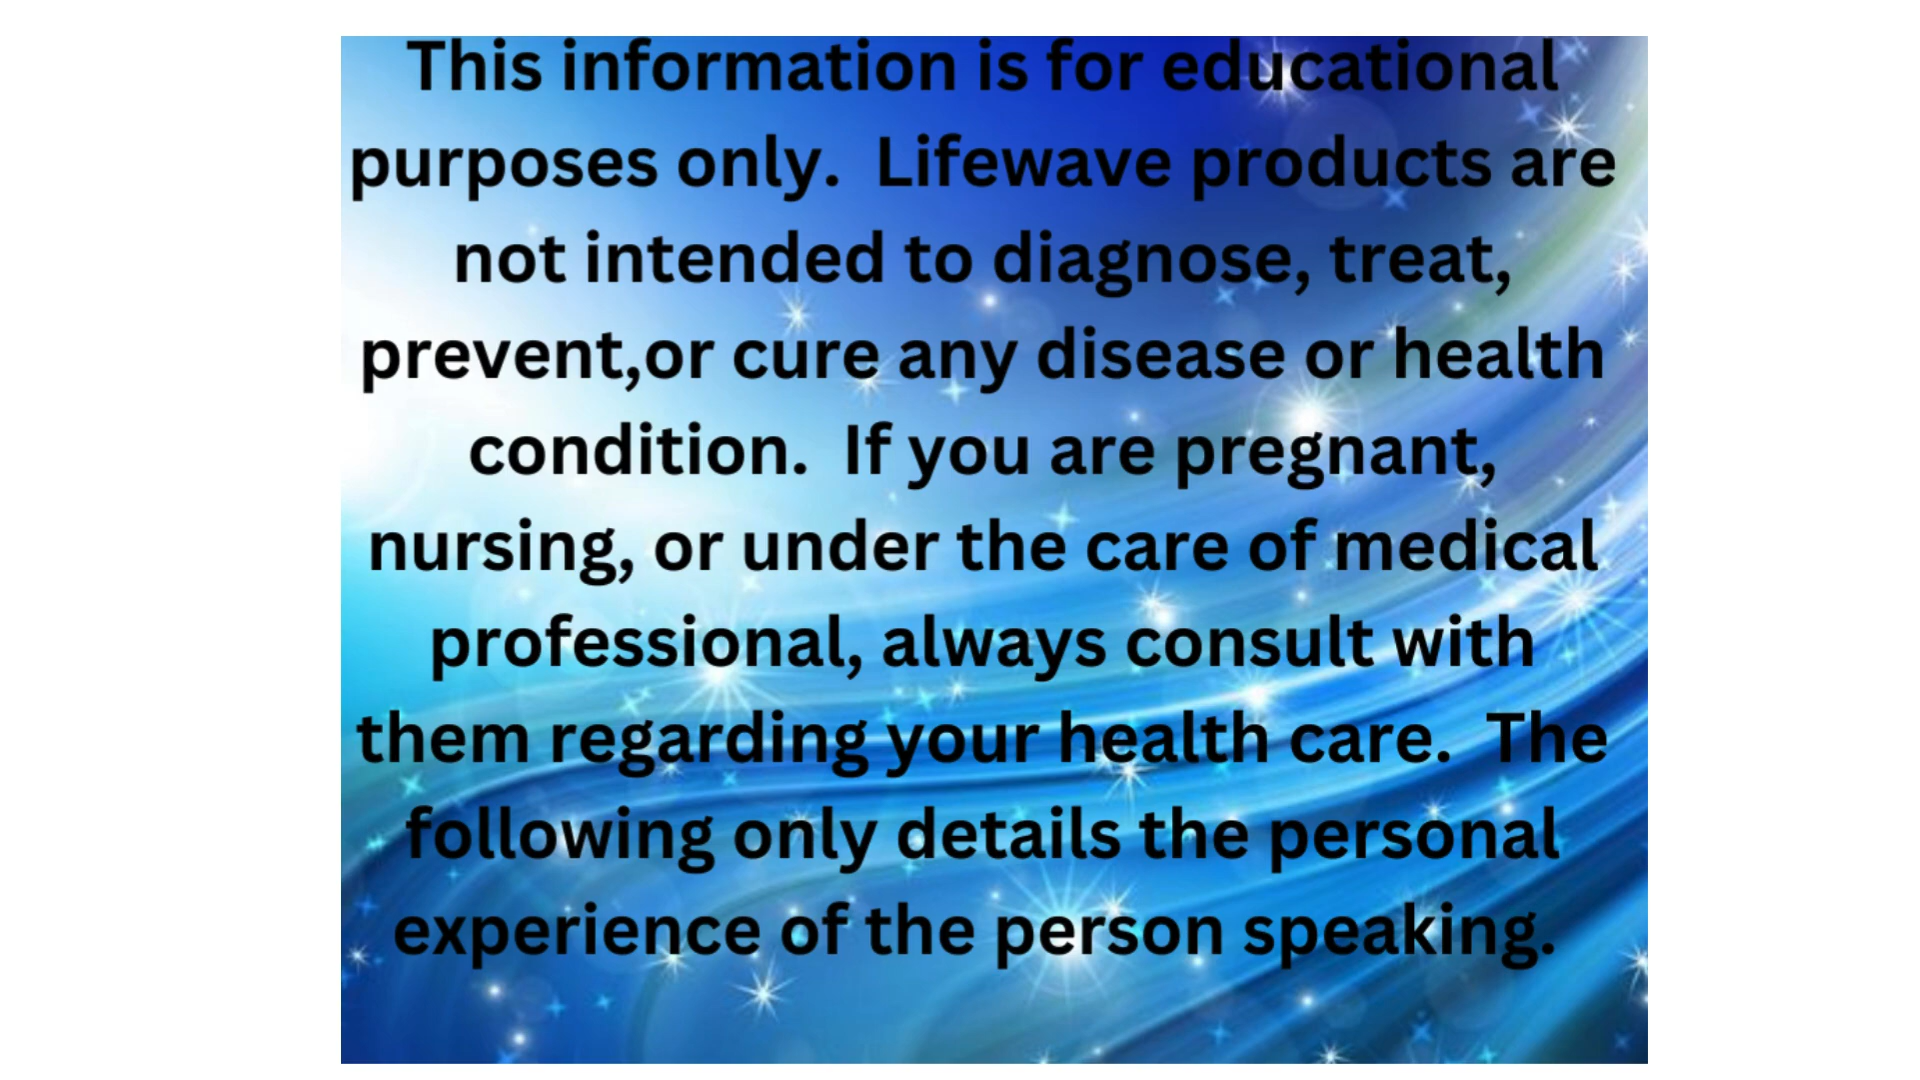 This information is for educational
purposes only.  Lifewave products are
not intended to diagnose, treat,
prevent,or cure any disease or health
condition.  If you are pregnant,
nursing, or under the care of medical
professional, always consult with
them regarding your health care.  The
following only details the personal
experience of the person speaking.